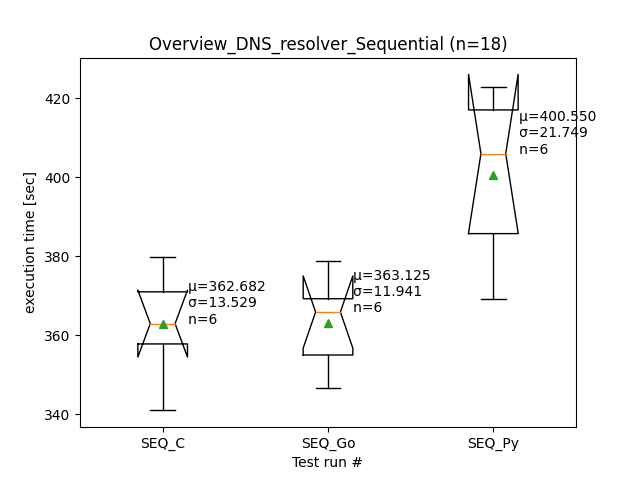 Overview_DNS_resolver_Sequential (n=18)
execution time [sec]
420
400
380
360
340
μ=362.682
σ=13.529
n=6
μ=363.125
σ=11.941
n=6
μ=400.550
σ=21.749
n=6
SEQ_C
SEQ_Go
SEQ_Py
Test run #